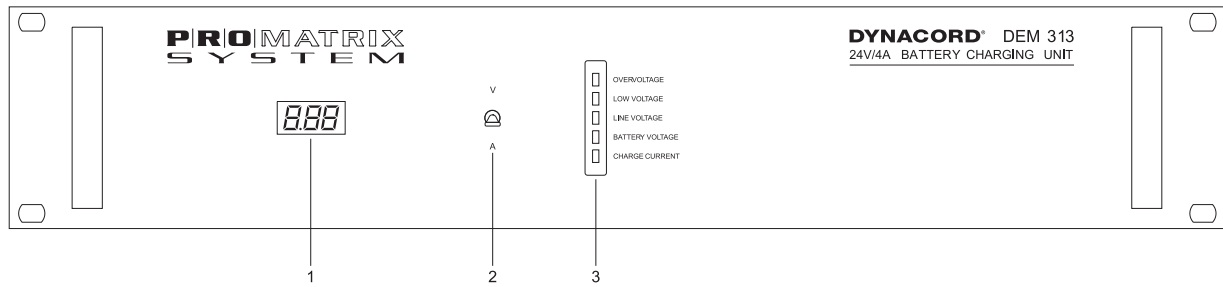 P|R|O|MATRIX
SYSTEM
DYNACORD® DEM 313
24V/4A BATTERY CHARGING UNIT
8.88
V
A
OVERVOLTAGE
LOW VOLTAGE
LINE VOLTAGE
BATTERY VOLTAGE
CHARGE CURRENT
1
2
3